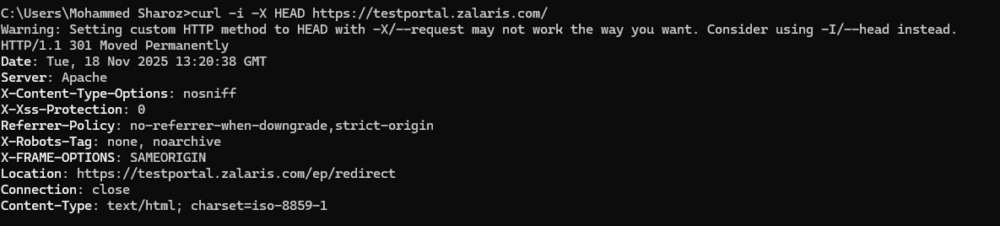 C:\Users\Mohammed Sharoz>curl -i -X HEAD https://testportal.zalaris.com/
Warning: Setting custom HTTP method to HEAD with -X/--request may not work the way you want. Consider using -I/--head instead.
HTTP/1.1 301 Moved Permanently
Date: Tue, 18 Nov 2025 13:20:38 GMT
Server: Apache
X-Content-Type-Options: nosniff
X-Xss-Protection: 0
Referrer-Policy: no-referrer-when-downgrade,strict-origin
X-Robots-Tag: none, noarchive
X-FRAME-OPTIONS: SAMEORIGIN
Location: https://testportal.zalaris.com/ep/redirect
Connection: close
Content-Type: text/html; charset=iso-8859-1